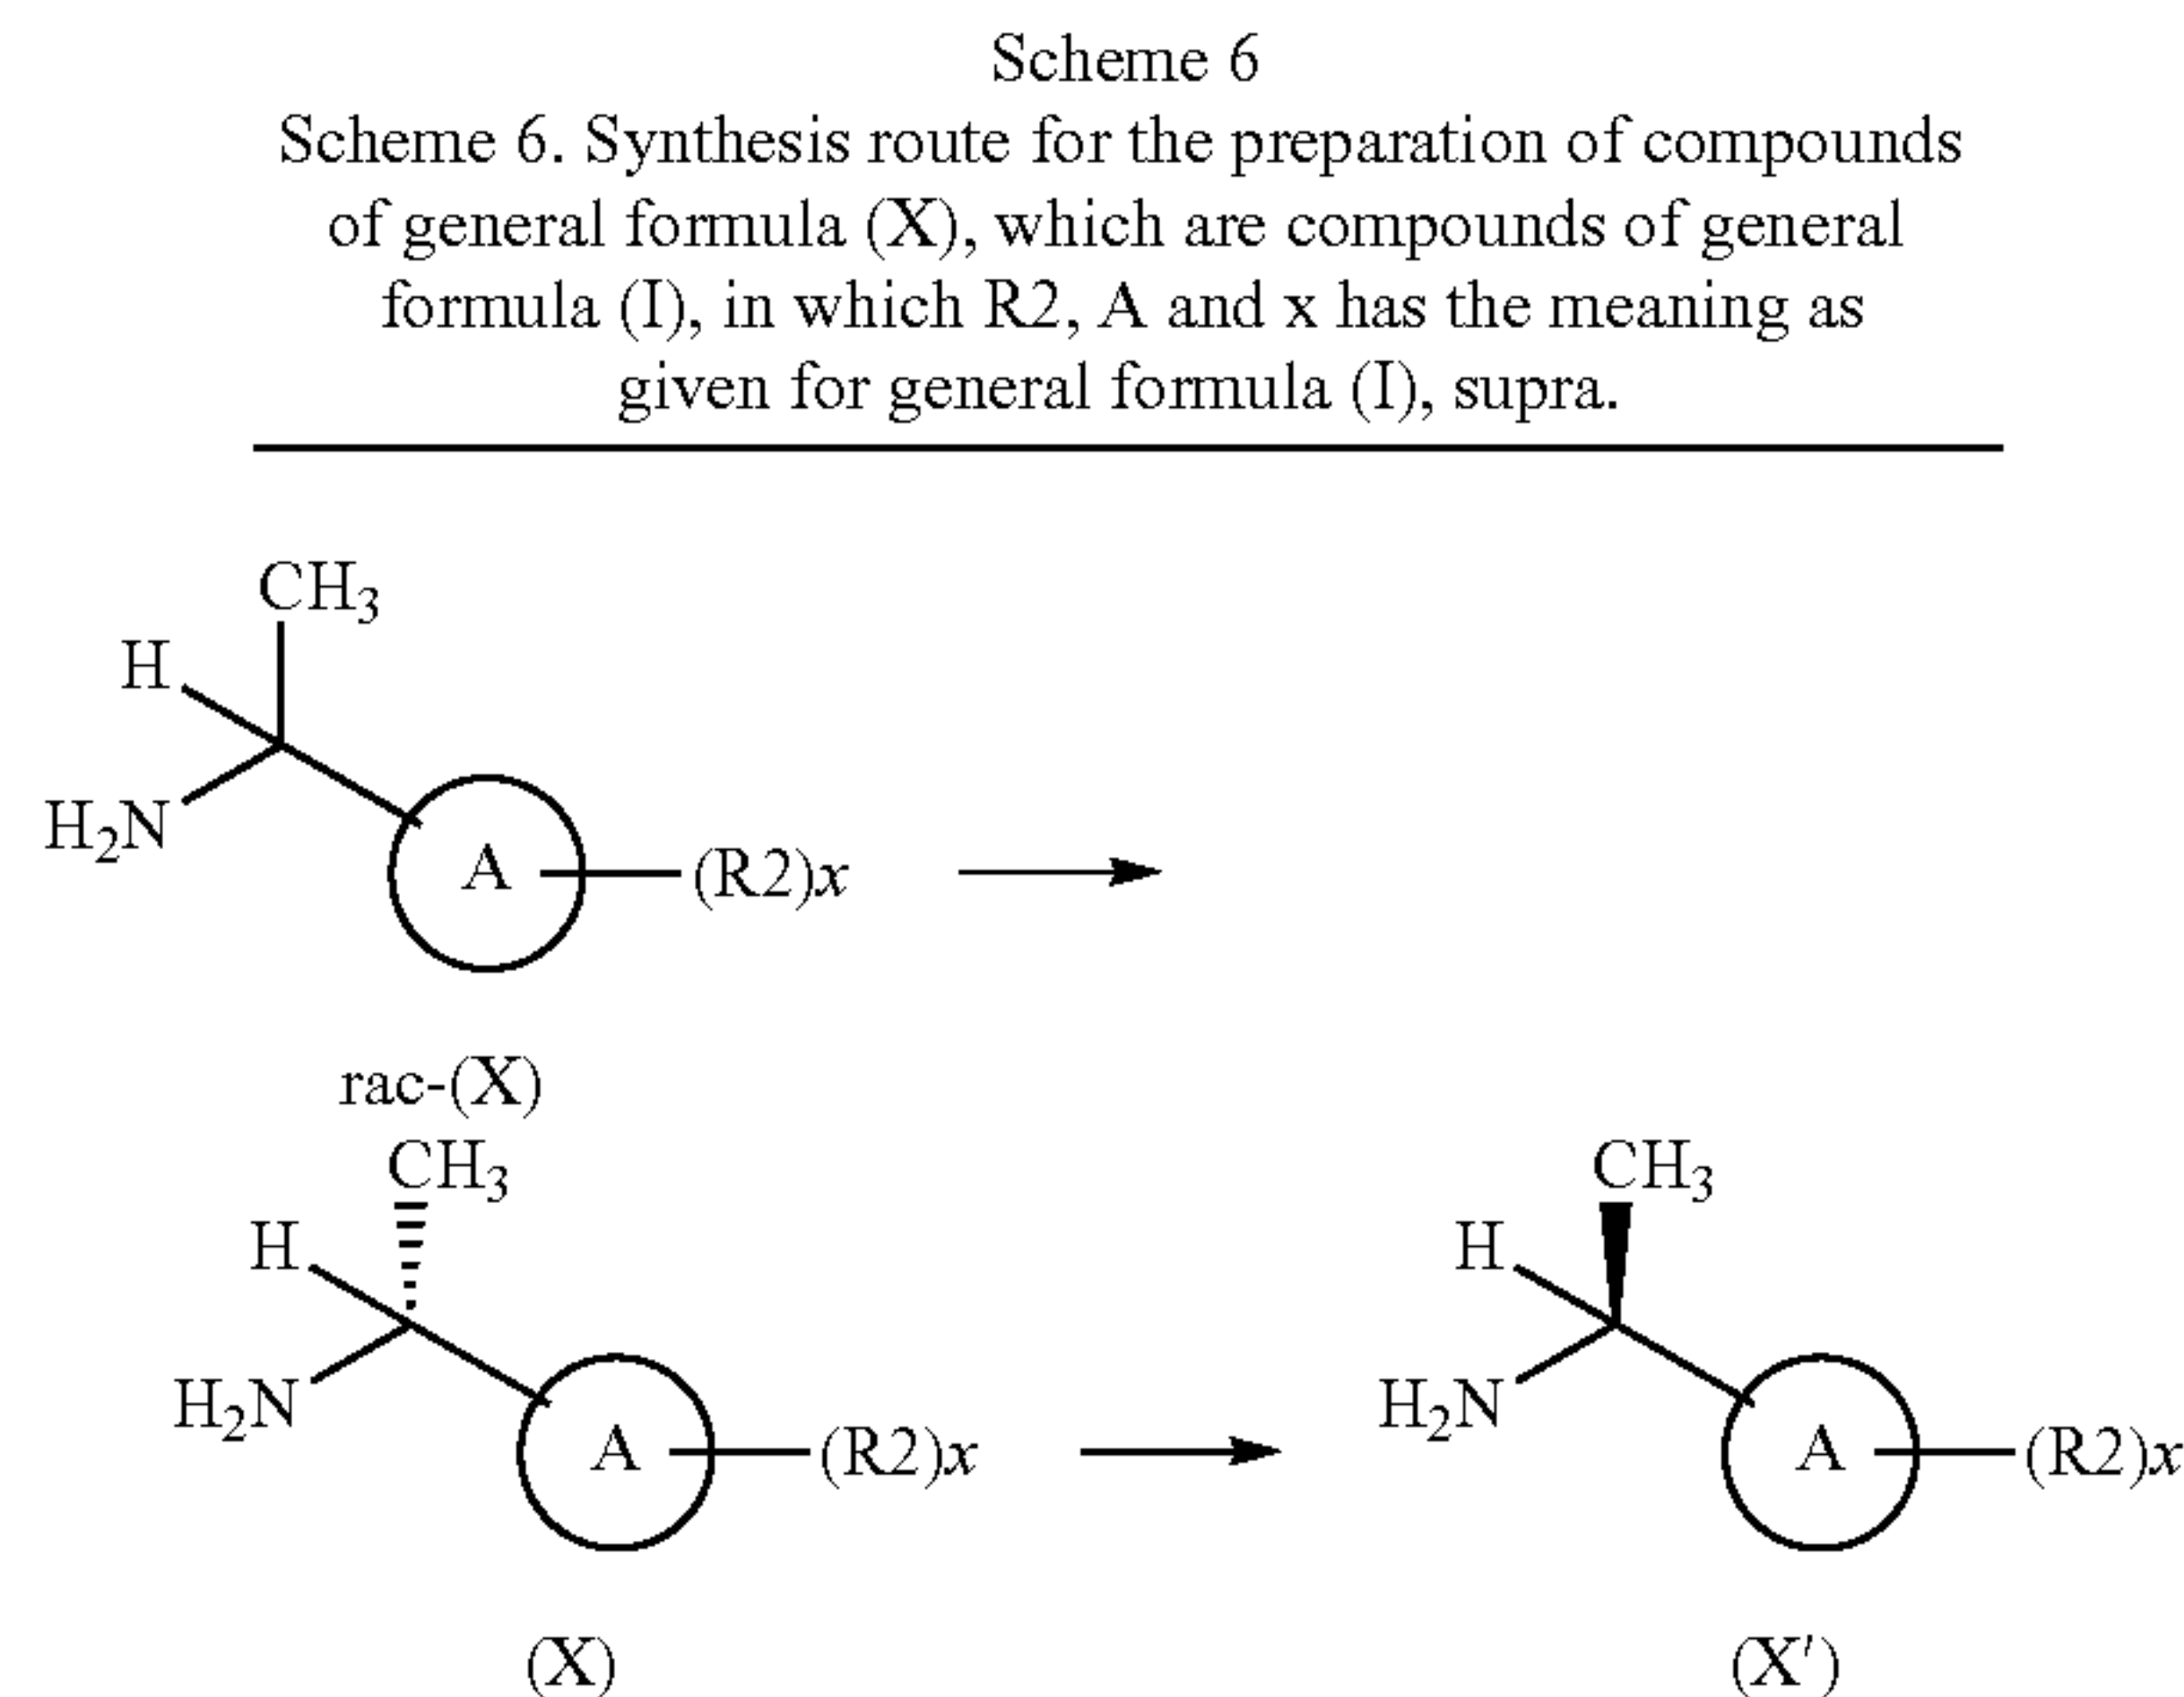 Scheme 6
Scheme 6. Synthesis route for the preparation of compounds
of general formula (X), which are compounds of general
formula (I), in which R2, A and x has the meaning as
given for general formula (I), supra.
CH3
H
H2N
A
(R2)x
rac-(X)
CH3
H
H2N
A
(R2)x
(X)
CH3
H
H2N
A
(R2)x
(X′)